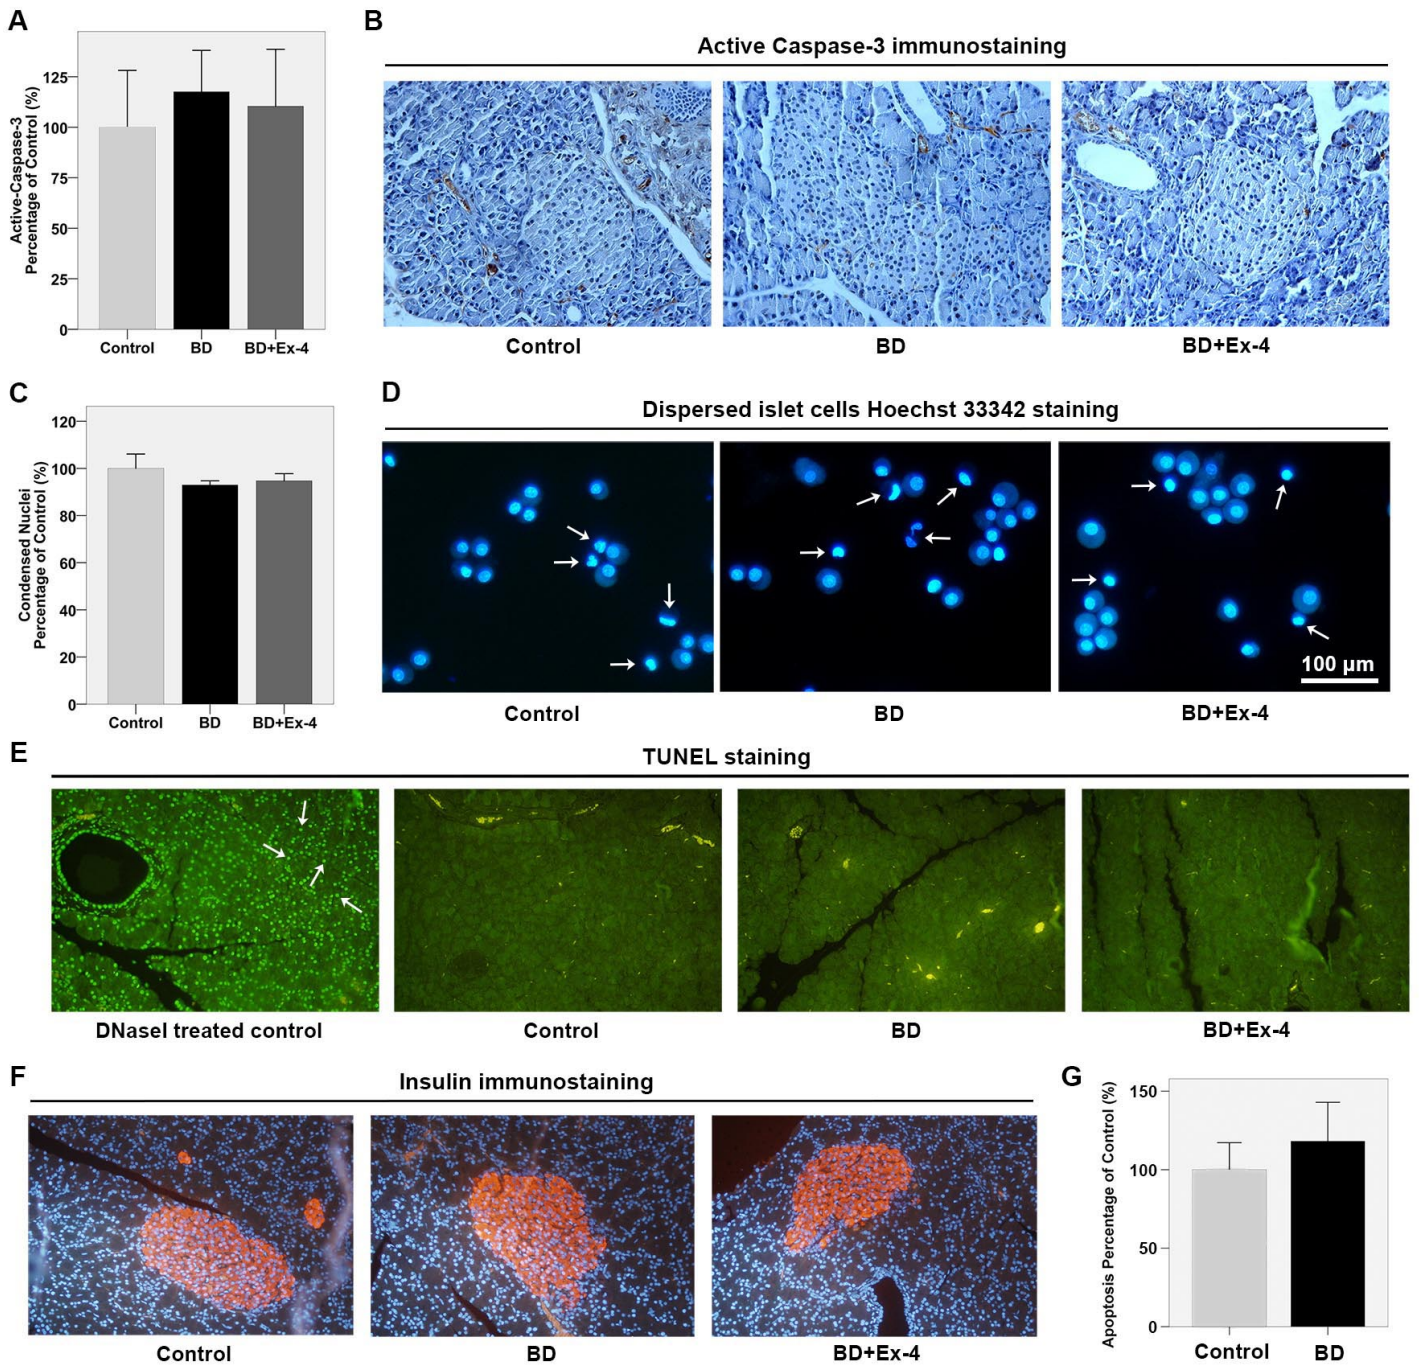 A
Active-Caspase-3
Percentage of Control (%)
125
100
75
50
25
0
Control BD BD+Ex-4
B
Active Caspase-3 immunostaining
Control BD BD+Ex-4
C
Condensed Nuclei
Percentage of Control (%)
120
100
80
60
40
20
0
Control BD BD+Ex-4
D
Dispersed islet cells Hoechst 33342 staining
100 µm
Control BD BD+Ex-4
E
TUNEL staining
DNaseI treated control Control BD BD+Ex-4
F
Insulin immunostaining
Control BD BD+Ex-4
G
Apoptosis Percentage of Control (%)
150
100
50
0
Control BD